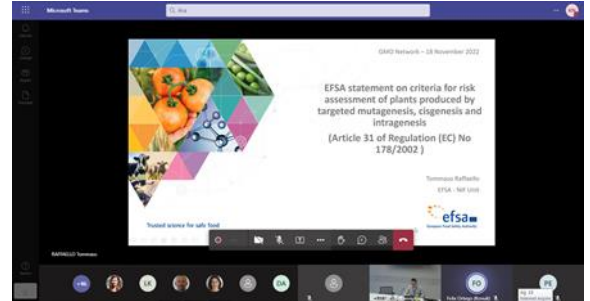 Microsoft Teams
Ara
GMO Network – 18 November 2022
EFSA statement on criteria for risk
assessment of plants produced by
targeted mutagenesis, cisgenesis and
intragenesis
(Article 31 of Regulation (EC) No
178/2002 )
Tommaso Raffaello
EFSA - NIF Unit
Trusted science for safe food
efsa
European Food Safety Authority
RAFFAELLO Tommaso
LK
DA
FO
PE